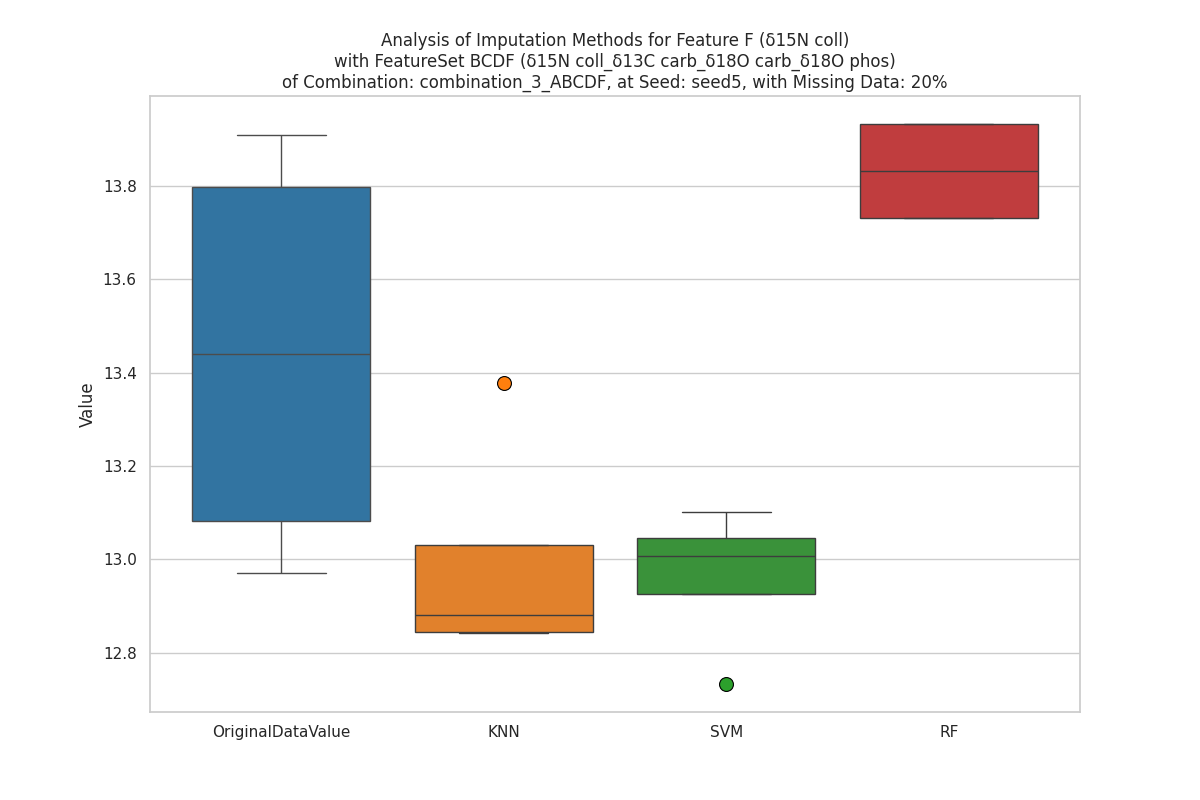 Analysis of Imputation Methods for Feature F (δ15N coll)
with FeatureSet BCDF (δ15N coll_δ13C carb_δ18O carb_δ18O phos)
of Combination: combination_3_ABCDF, at Seed: seed5, with Missing Data: 20%
13.8
13.6
13.4
13.2
13.0
12.8
Value
OriginalDataValue
KNN
SVM
RF